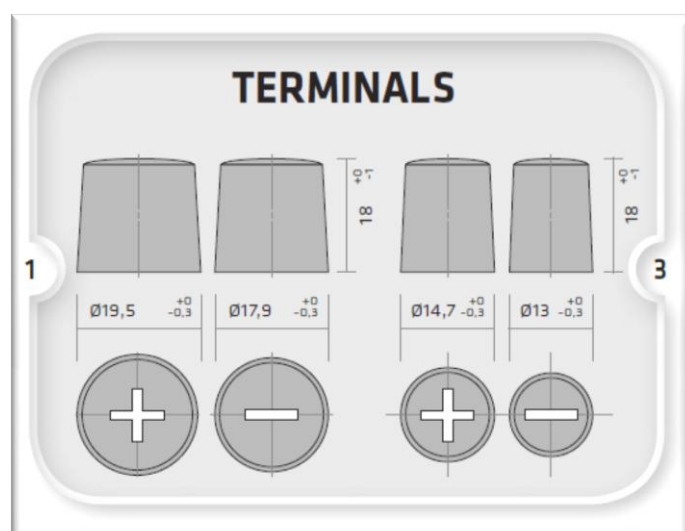 TERMINALS
18 +0 -1
18 +0 -1
1
3
Ø19,5 +0 -0,3
Ø17,9 +0 -0,3
Ø14,7 +0 -0,3
Ø13 +0 -0,3